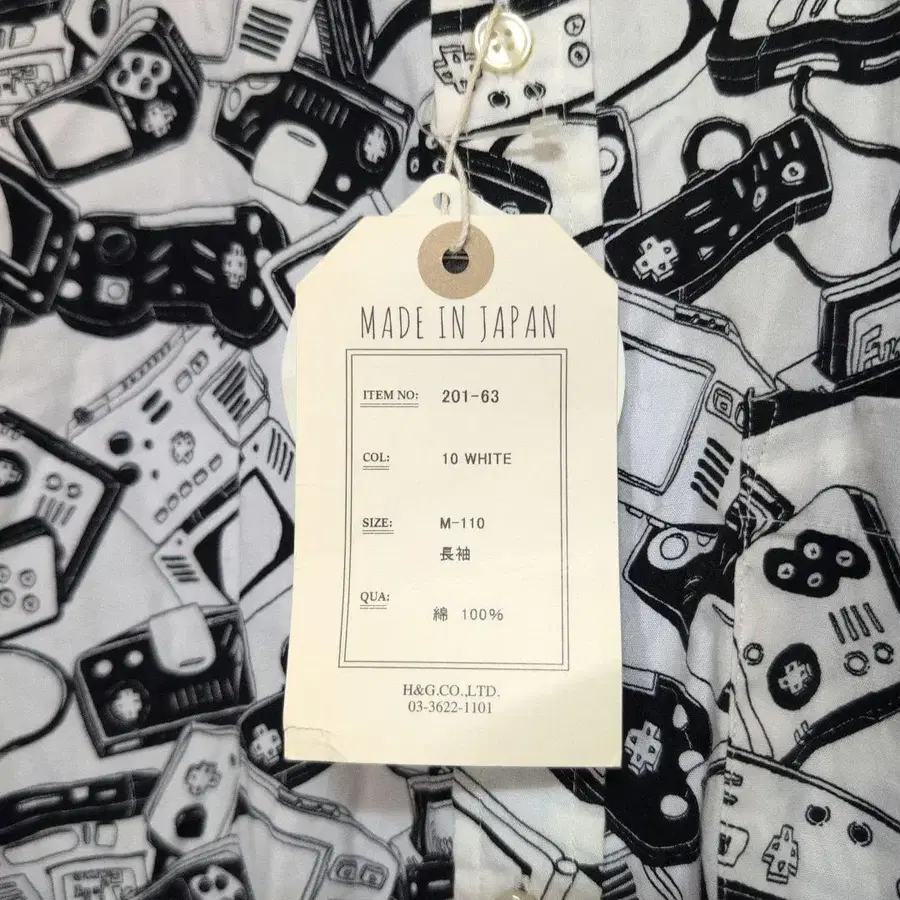 MADE IN JAPAN
ITEM NO: 201-63
COL: 10 WHITE
SIZE: M-110
長袖
QUA: 綿 100%
H&G.CO.,LTD.
03-3622-1101